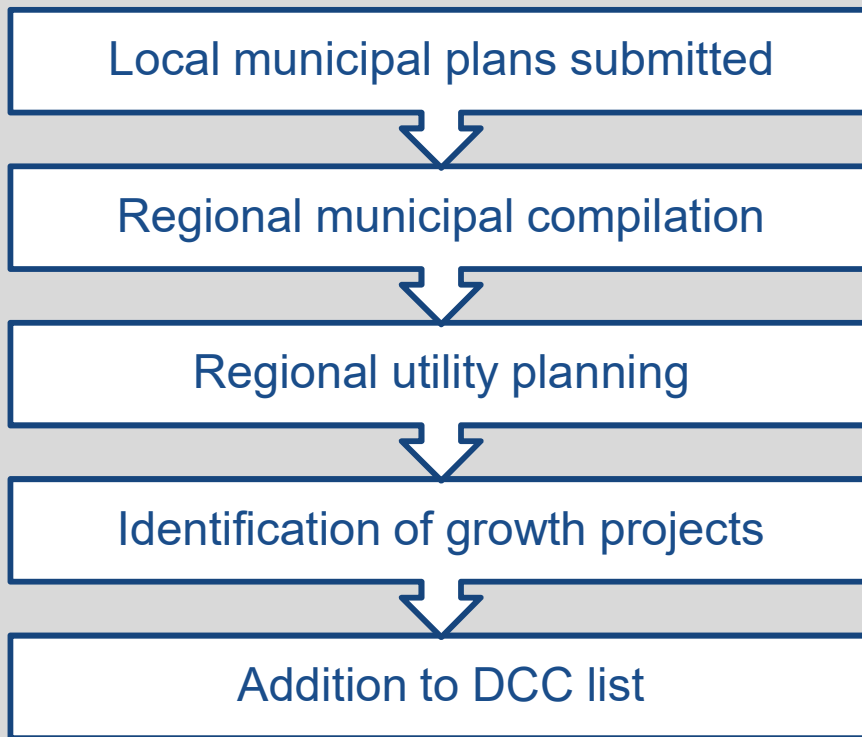 Local municipal plans submitted
Regional municipal compilation
Regional utility planning
Identification of growth projects
Addition to DCC list